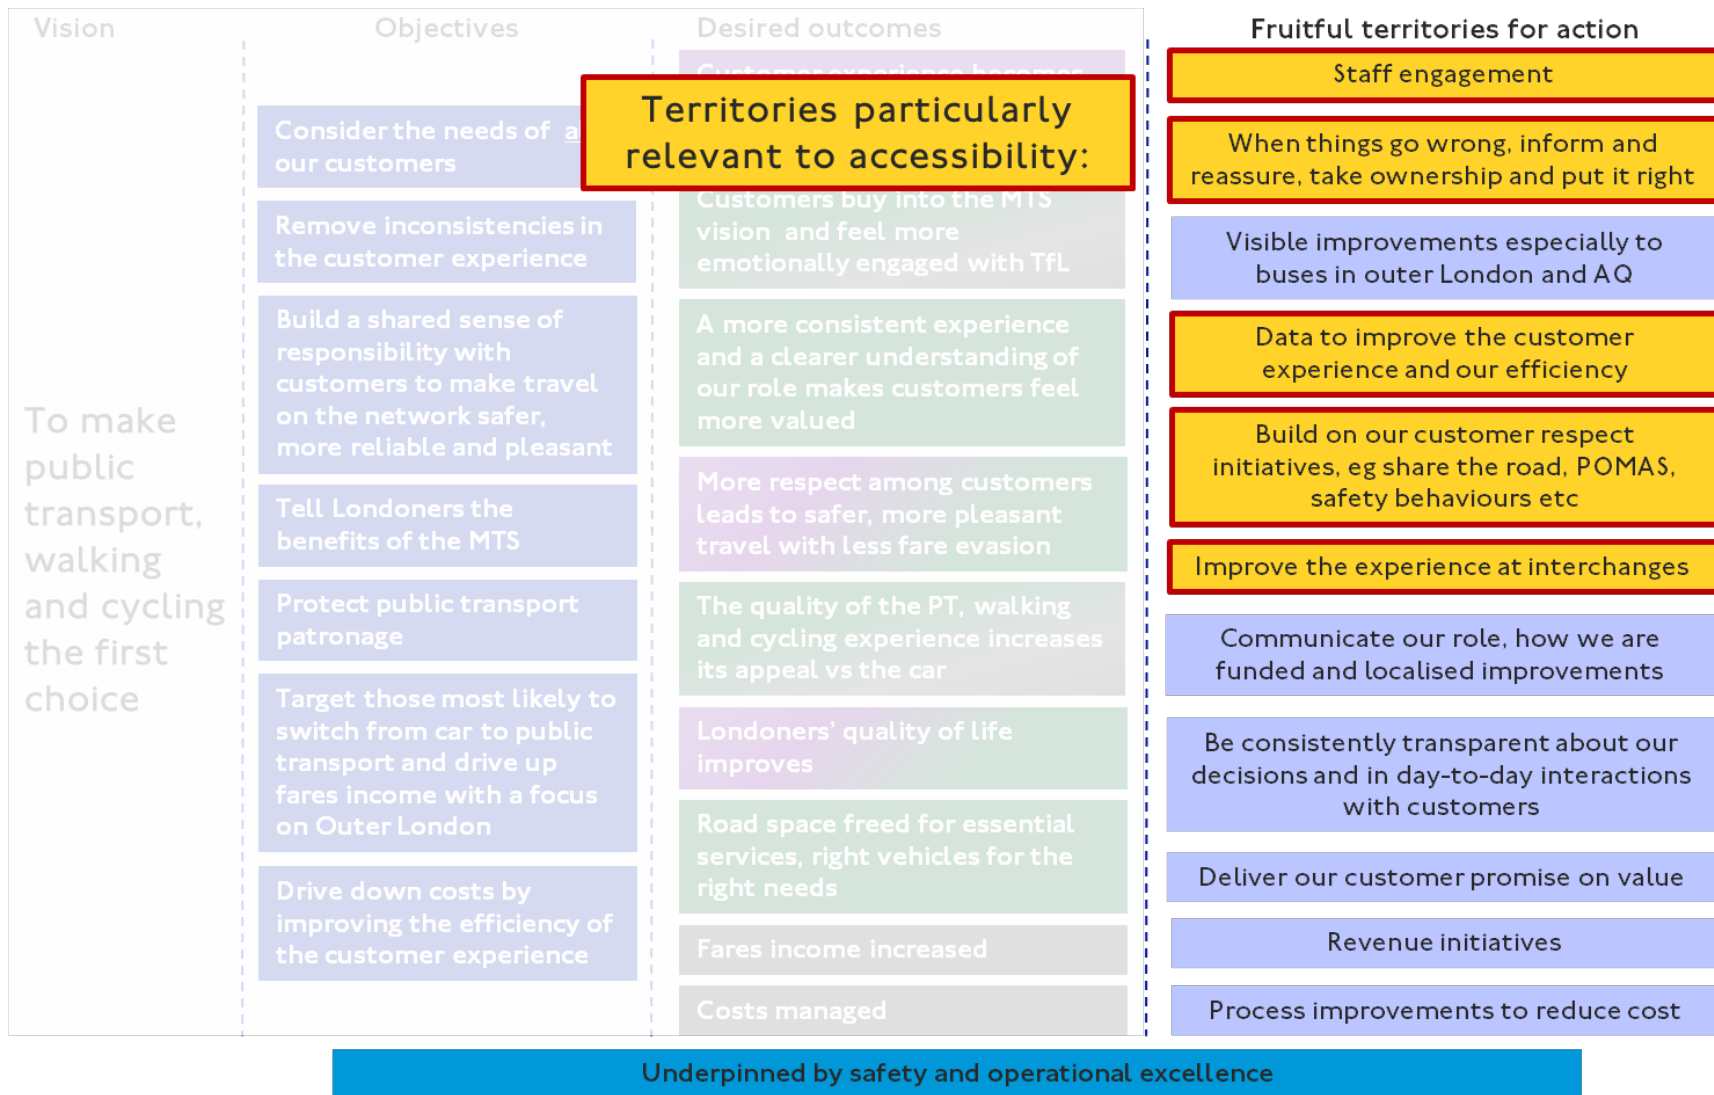 Vision
Objectives
Desired outcomes
Fruitful territories for action
To make
public
transport,
walking
and cycling
the first
choice
Consider the needs of
our customers
Remove inconsistencies in
the customer experience
Build a shared sense of
responsibility with
customers to make travel
on the network safer,
more reliable and pleasant
Tell Londoners the
benefits of the MTS
Protect public transport
patronage
Target those most likely to
switch from car to public
transport and drive up
fares income with a focus
on Outer London
Drive down costs by
improving the efficiency of
the customer experience
Customer experience becomes
Territories particularly
relevant to accessibility:
Customers buy into the MTS
vision and feel more
emotionally engaged with TfL
A more consistent experience
and a clearer understanding of
our role makes customers feel
more valued
More respect among customers
leads to safer, more pleasant
travel with less fare evasion
The quality of the PT, walking
and cycling experience increases
its appeal vs the car
Londoners' quality of life
improves
Road space freed for essential
services, right vehicles for the
right needs
Fares income increased
Costs managed
Staff engagement
When things go wrong, inform and
reassure, take ownership and put it right
Visible improvements especially to
buses in outer London and AQ
Data to improve the customer
experience and our efficiency
Build on our customer respect
initiatives, eg share the road, POMAS,
safety behaviours etc
Improve the experience at interchanges
Communicate our role, how we are
funded and localised improvements
Be consistently transparent about our
decisions and in day-to-day interactions
with customers
Deliver our customer promise on value
Revenue initiatives
Process improvements to reduce cost
Underpinned by safety and operational excellence